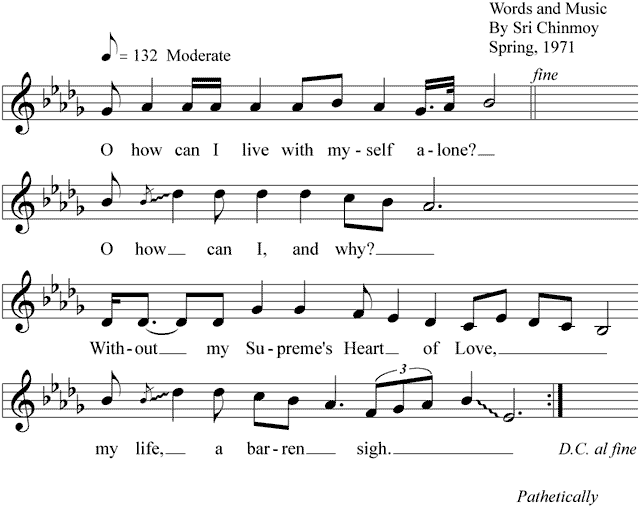 Words and Music
By Sri Chinmoy
Spring, 1971
= 132 Moderate
fine
O how can I live with my-self a-lone?
O how can I, and why?
With-out my Su-preme's Heart of Love,
3
my life, a bar-ren sigh.
D.C. al fine
Pathetically